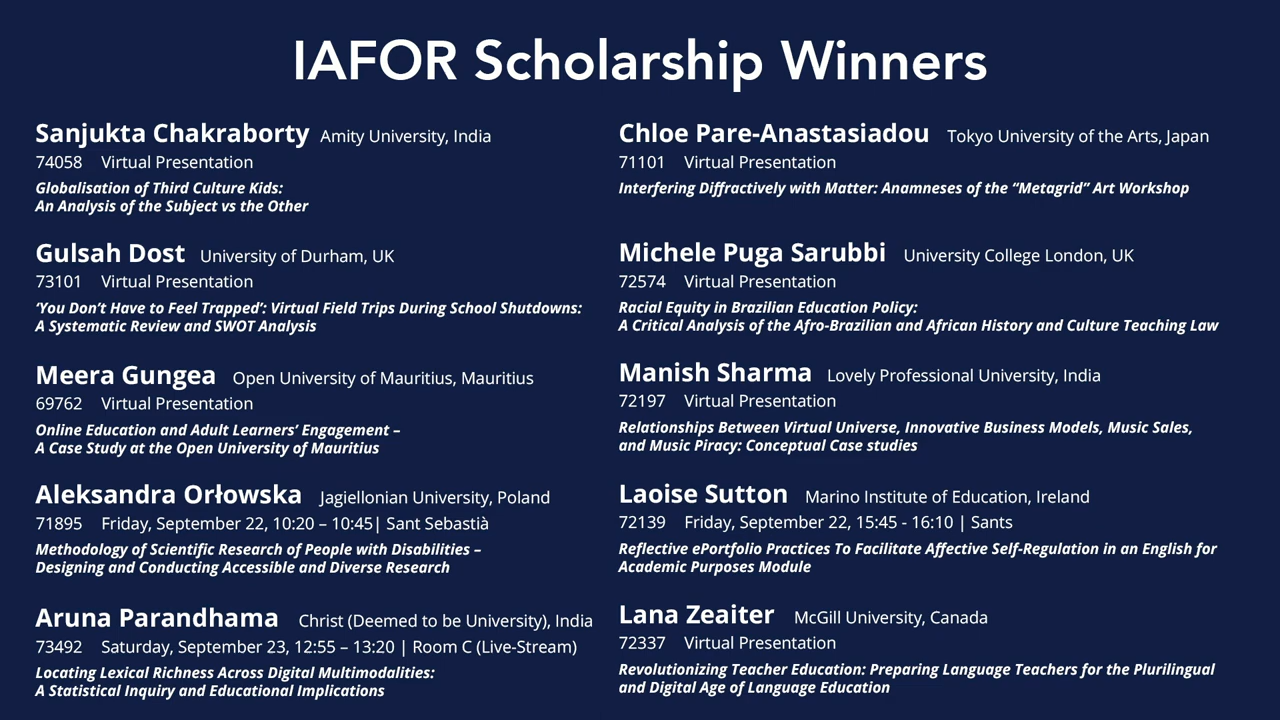 IAFOR Scholarship Winners
Sanjukta Chakraborty Amity University, India
74058 Virtual Presentation
Globalisation of Third Culture Kids:
An Analysis of the Subject vs the Other
Gulsah Dost University of Durham, UK
73101 Virtual Presentation
‘You Don’t Have to Feel Trapped’: Virtual Field Trips During School Shutdowns:
A Systematic Review and SWOT Analysis
Meera Gungea Open University of Mauritius, Mauritius
69762 Virtual Presentation
Online Education and Adult Learners’ Engagement –
A Case Study at the Open University of Mauritius
Aleksandra Orłowska Jagiellonian University, Poland
71895 Friday, September 22, 10:20 – 10:45| Sant Sebastià
Methodology of Scientific Research of People with Disabilities –
Designing and Conducting Accessible and Diverse Research
Aruna Parandhama Christ (Deemed to be University), India
73492 Saturday, September 23, 12:55 – 13:20 | Room C (Live-Stream)
Locating Lexical Richness Across Digital Multimodalities:
A Statistical Inquiry and Educational Implications
Chloe Pare-Anastasiadou Tokyo University of the Arts, Japan
71101 Virtual Presentation
Interfering Diffractively with Matter: Anamneses of the “Metagrid” Art Workshop
Michele Puga Sarubbi University College London, UK
72574 Virtual Presentation
Racial Equity in Brazilian Education Policy:
A Critical Analysis of the Afro-Brazilian and African History and Culture Teaching Law
Manish Sharma Lovely Professional University, India
72197 Virtual Presentation
Relationships Between Virtual Universe, Innovative Business Models, Music Sales,
and Music Piracy: Conceptual Case studies
Laoise Sutton Marino Institute of Education, Ireland
72139 Friday, September 22, 15:45 - 16:10 | Sants
Reflective ePortfolio Practices To Facilitate Affective Self-Regulation in an English for
Academic Purposes Module
Lana Zeaiter McGill University, Canada
72337 Virtual Presentation
Revolutionizing Teacher Education: Preparing Language Teachers for the Plurilingual
and Digital Age of Language Education